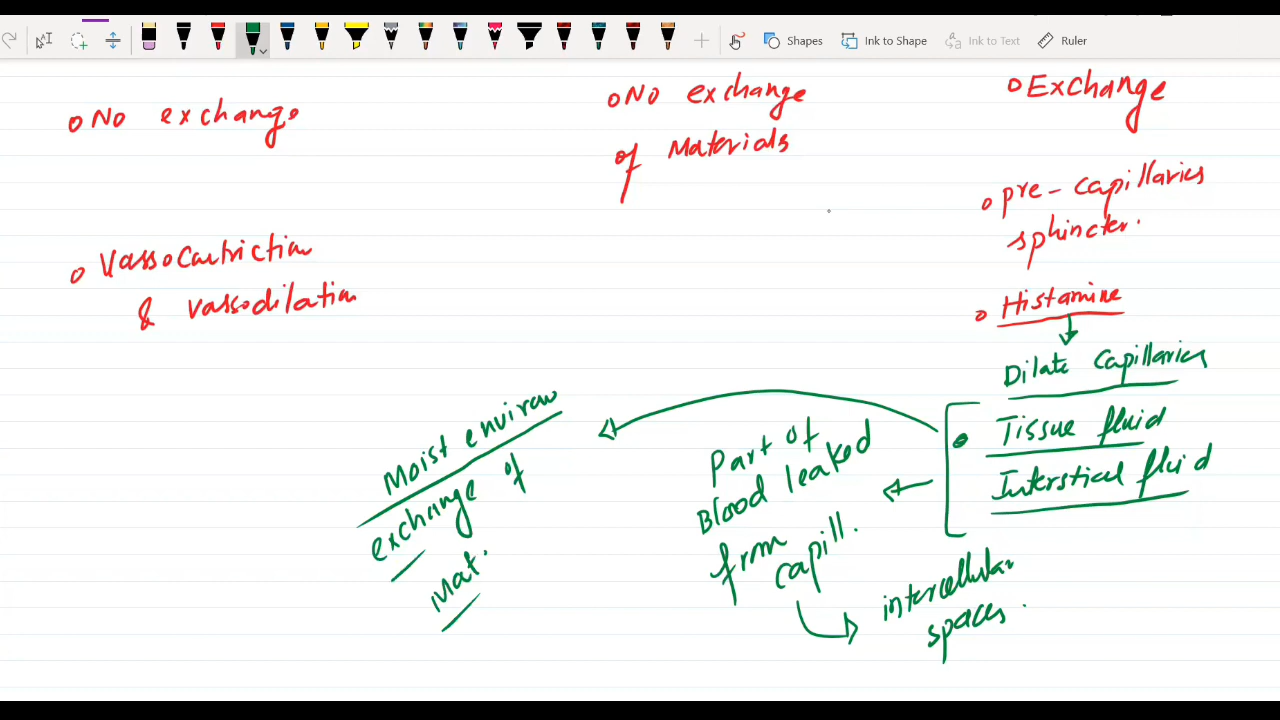 Shapes
Ink to Shape
Ink to Text
Ruler
No exchange
Vassocontriction
& vassodilation
No exchange
of Materials
Exchange
pre-capillaries
sphincter.
Histamine
Dilate capillaries
Tissue fluid
Interstical fluid
Part of
Blood leaked
from
capill.
intercellular
spaces.
Moist environ
exchange of
Mat.